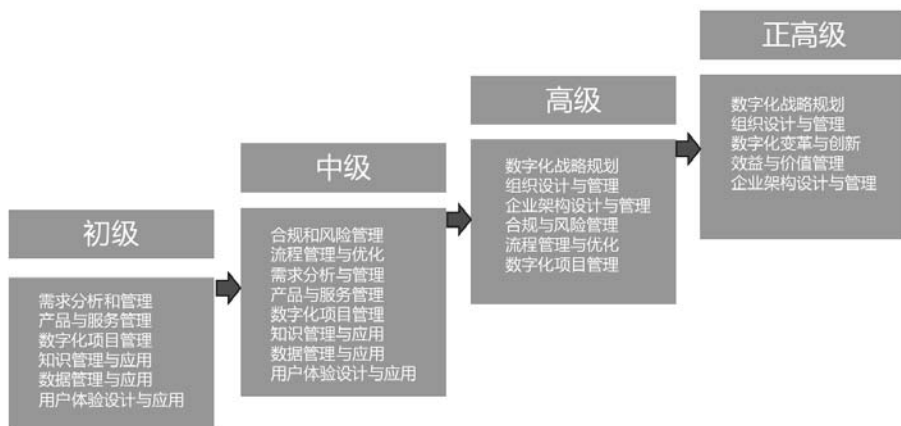 初级
需求分析和管理
产品与服务管理
数字化项目管理
知识管理与应用
数据管理与应用
用户体验设计与应用
中级
合规和风险管理
流程管理与优化
需求分析与管理
产品与服务管理
数字化项目管理
知识管理与应用
数据管理与应用
用户体验设计与应用
高级
数字化战略规划
组织设计与管理
企业架构设计与管理
合规与风险管理
流程管理与优化
数字化项目管理
正高级
数字化战略规划
组织设计与管理
数字化变革与创新
效益与价值管理
企业架构设计与管理